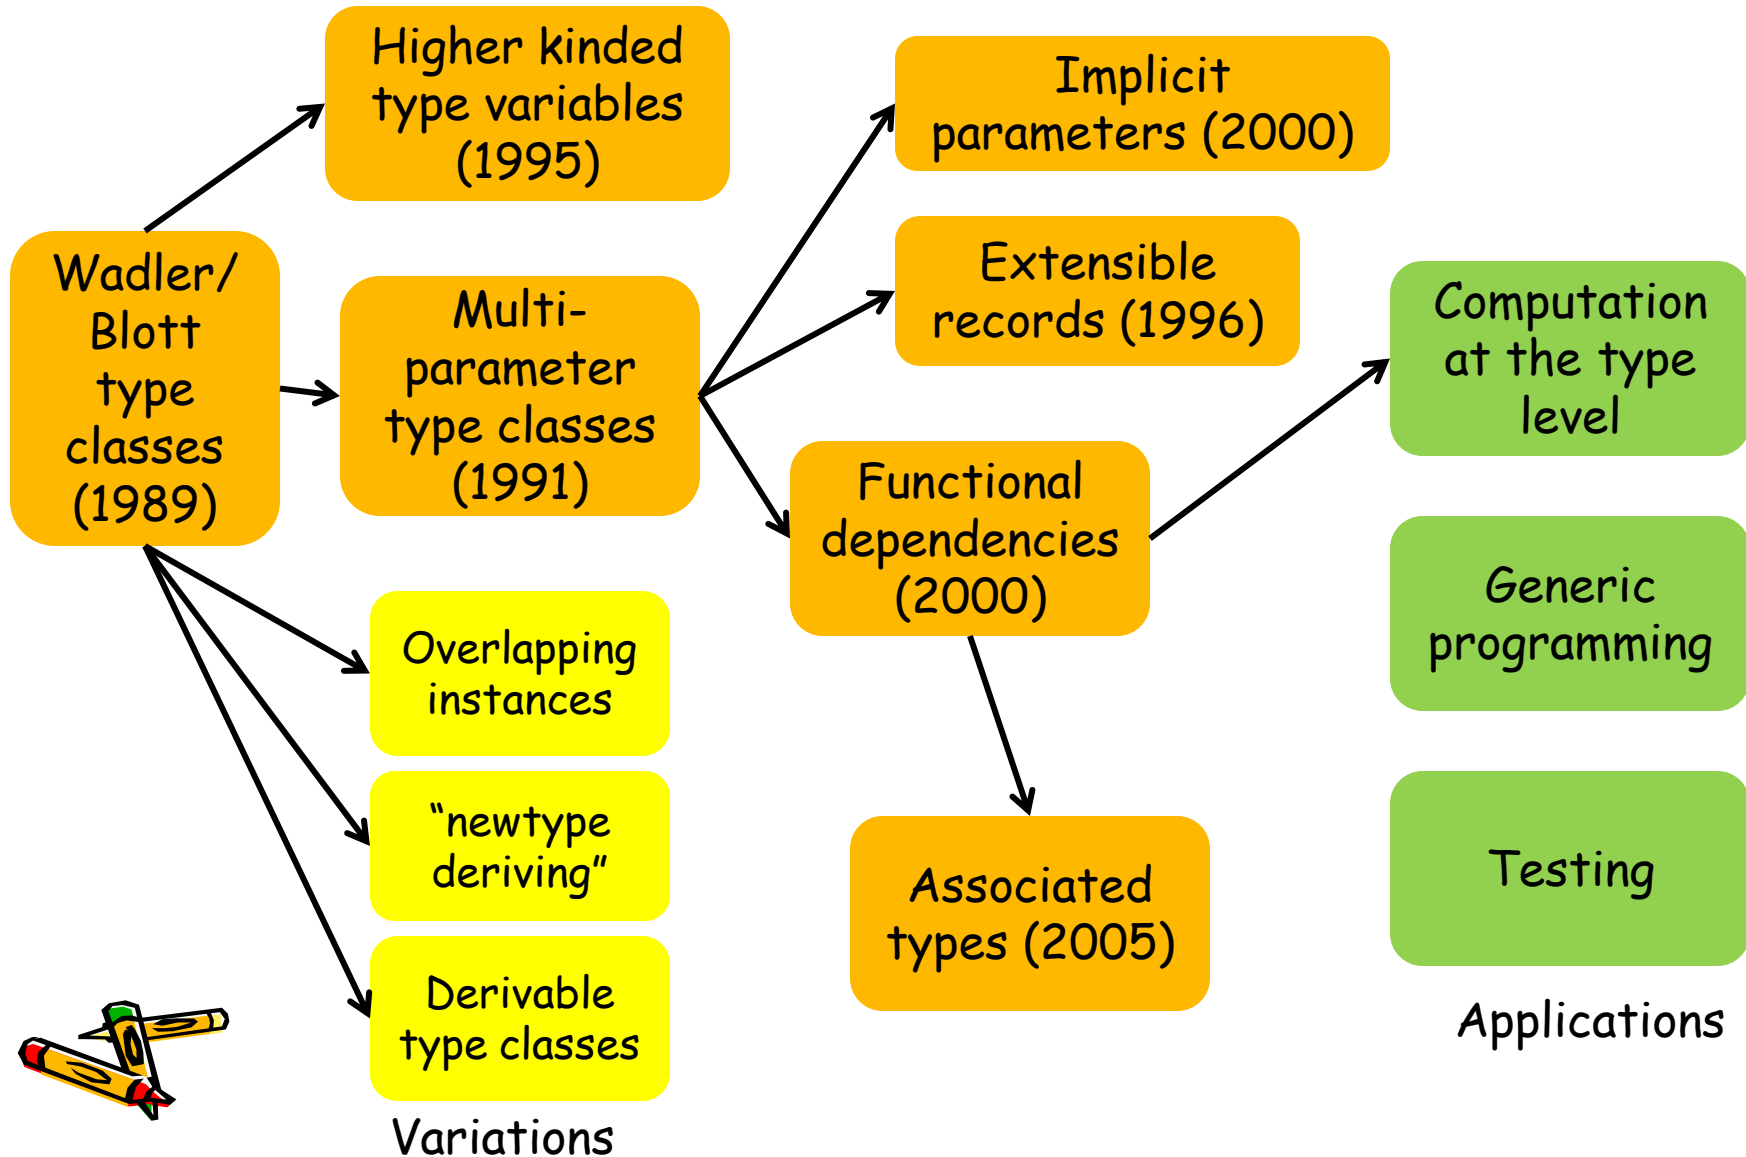 Higher kinded
type variables
(1995)
Implicit
parameters (2000)
Wadler/
Blott
type
classes
(1989)
Multi-
parameter
type classes
(1991)
Extensible
records (1996)
Computation
at the type
level
Functional
dependencies
(2000)
Generic
programming
Overlapping
instances
“newtype
deriving”
Associated
types (2005)
Testing
Derivable
type classes
Applications
Variations